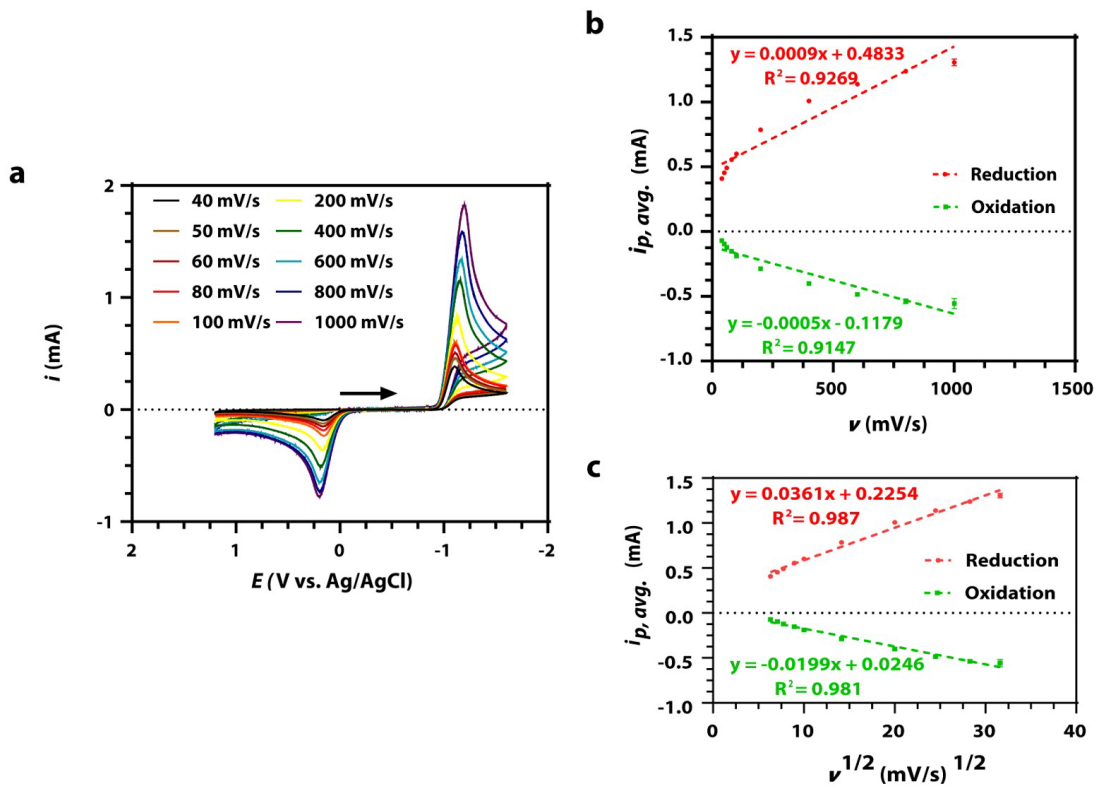 a
i (mA)
2
1
0
-1
40 mV/s
50 mV/s
60 mV/s
80 mV/s
100 mV/s
200 mV/s
400 mV/s
600 mV/s
800 mV/s
1000 mV/s
2
1
0
-1
-2
E (V vs. Ag/AgCl)
b
i p, avg. (mA)
1.5
1.0
0.5
0.0
-0.5
-1.0
y = 0.0009x + 0.4833
R² = 0.9269
Reduction
Oxidation
y = -0.0005x - 0.1179
R² = 0.9147
0
500
1000
1500
ν (mV/s)
c
i p, avg. (mA)
1.5
1.0
0.5
0.0
-0.5
-1.0
y = 0.0361x + 0.2254
R² = 0.987
Reduction
Oxidation
y = -0.0199x + 0.0246
R² = 0.981
0
10
20
30
40
ν 1/2 (mV/s) 1/2